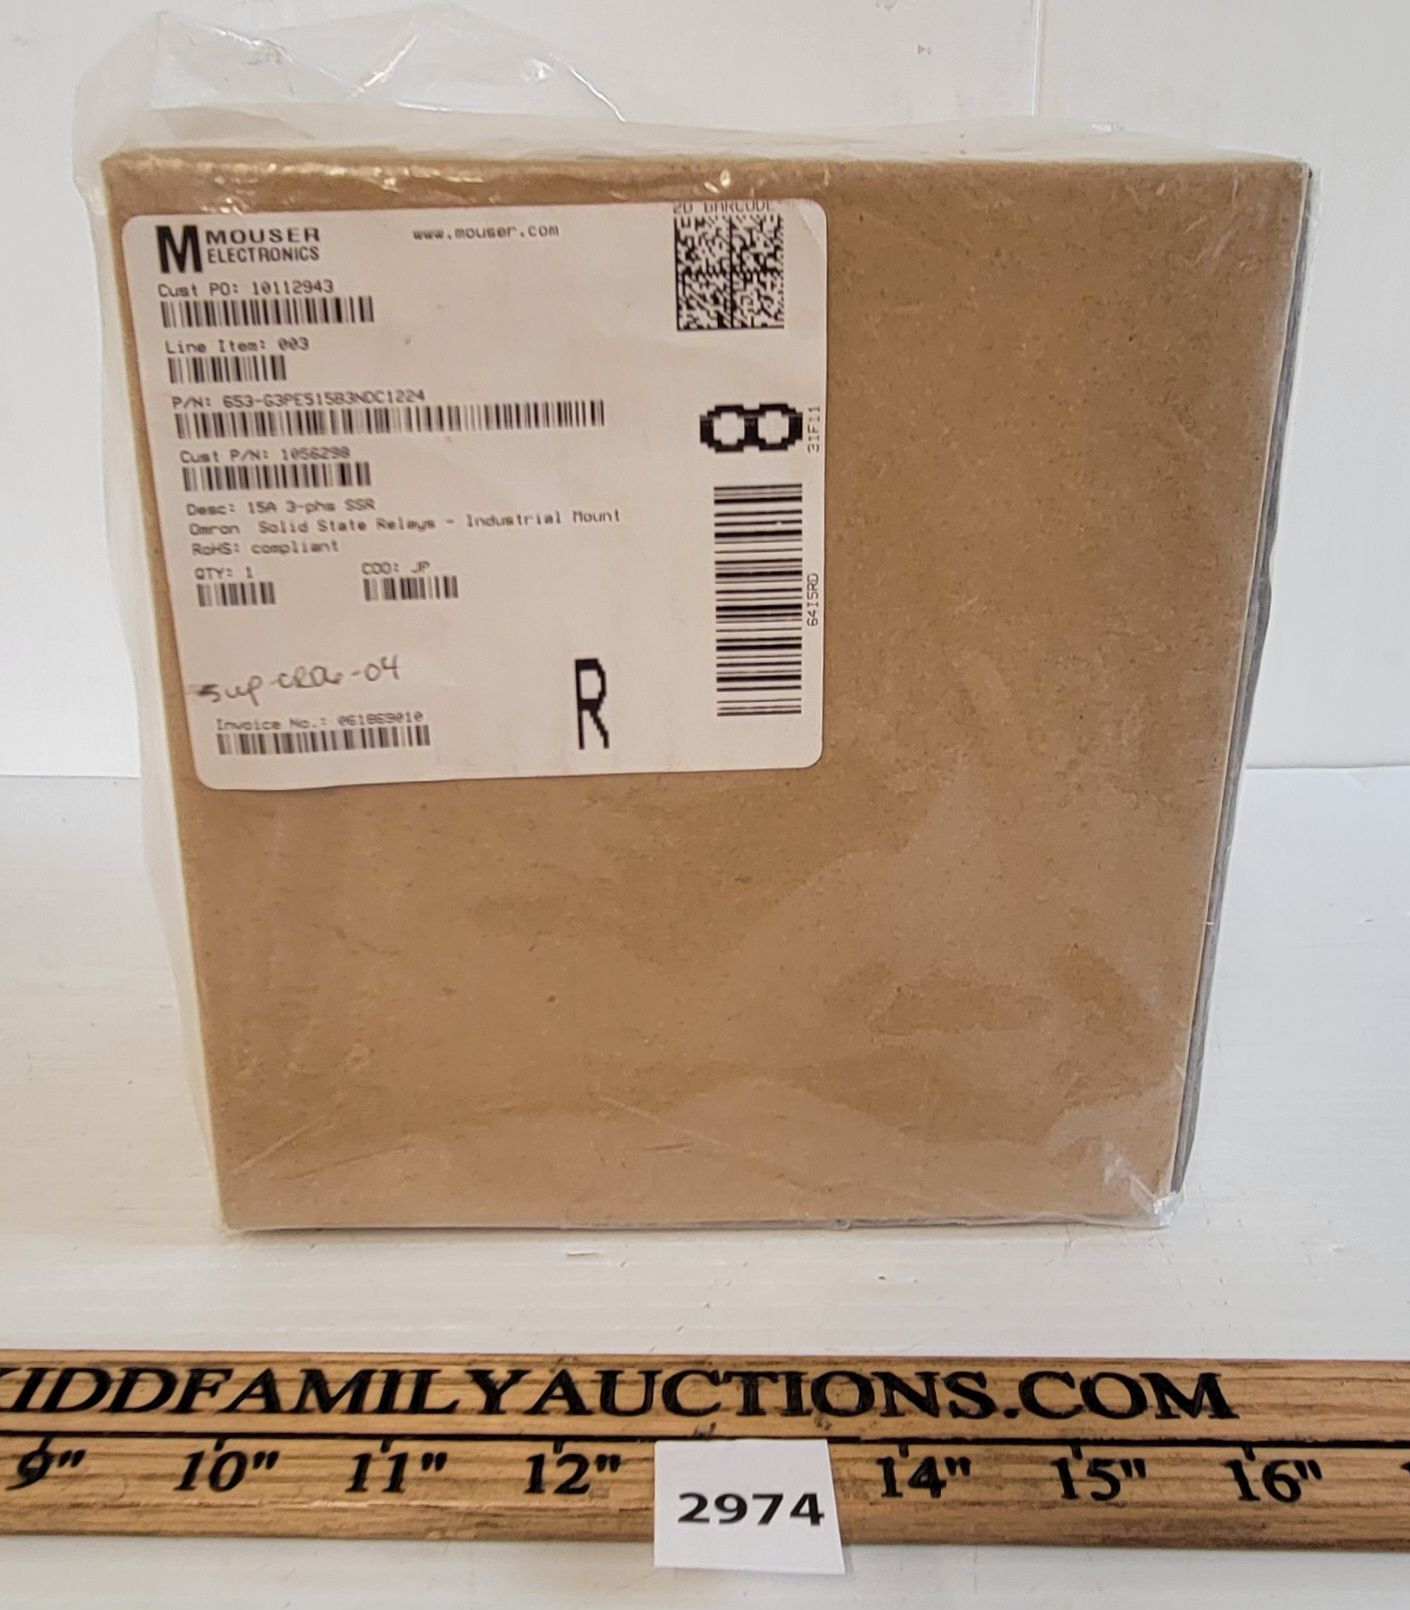 2D BARCODE
MOUSER
ELECTRONICS
www.mouser.com
Cust PO: 10112943
Line Item: 003
P/N: 653-G3PE515B3NDC1224
Cust P/N: 1056298
Desc: 15A 3-phs SSR
Omron Solid State Relays - Industrial Mount
RoHS: compliant
QTY: 1 COO: JP
Invoice No.: 061869010
R
31F11
64I5RD
KIDDFAMILYAUCTIONS.COM
9" 10" 11" 12" 14" 15" 16"
2974